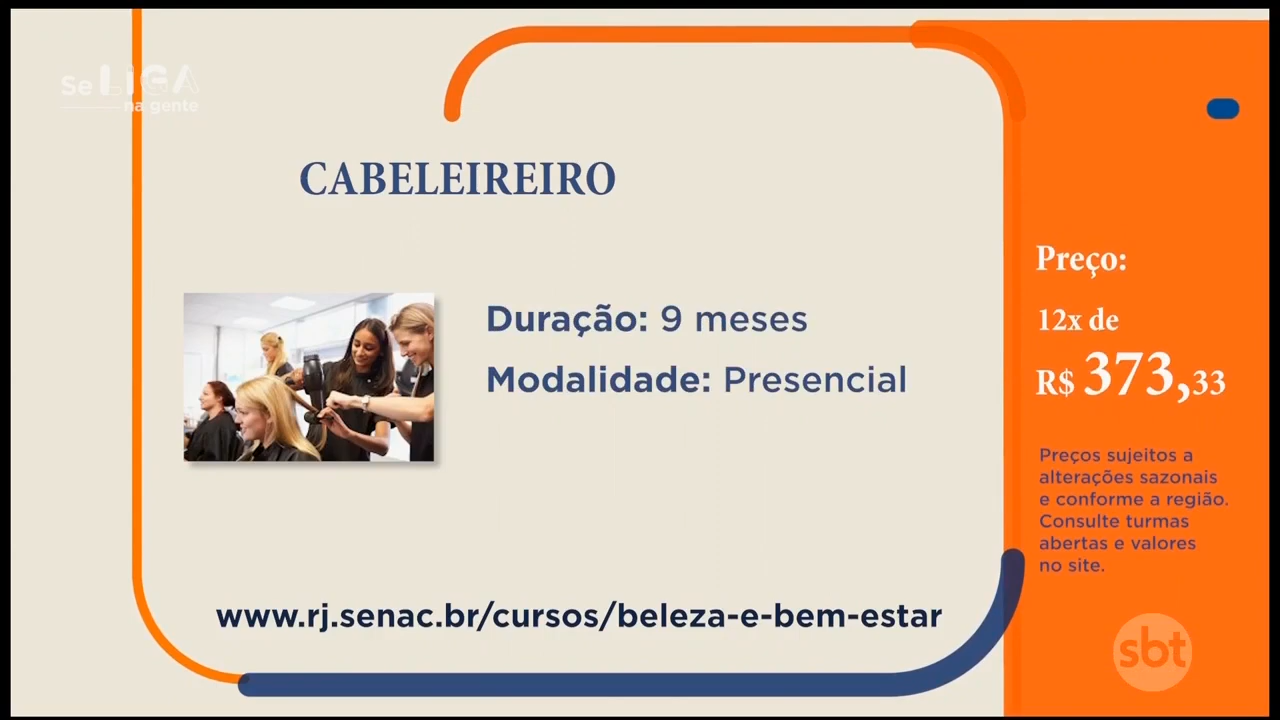 Se LiGA
na gente
CABELEIREIRO
Duração: 9 meses
Modalidade: Presencial
Preço:
12x de
R$ 373,33
Preços sujeitos a
alterações sazonais
e conforme a região.
Consulte turmas
abertas e valores
no site.
www.rj.senac.br/cursos/beleza-e-bem-estar
sbt